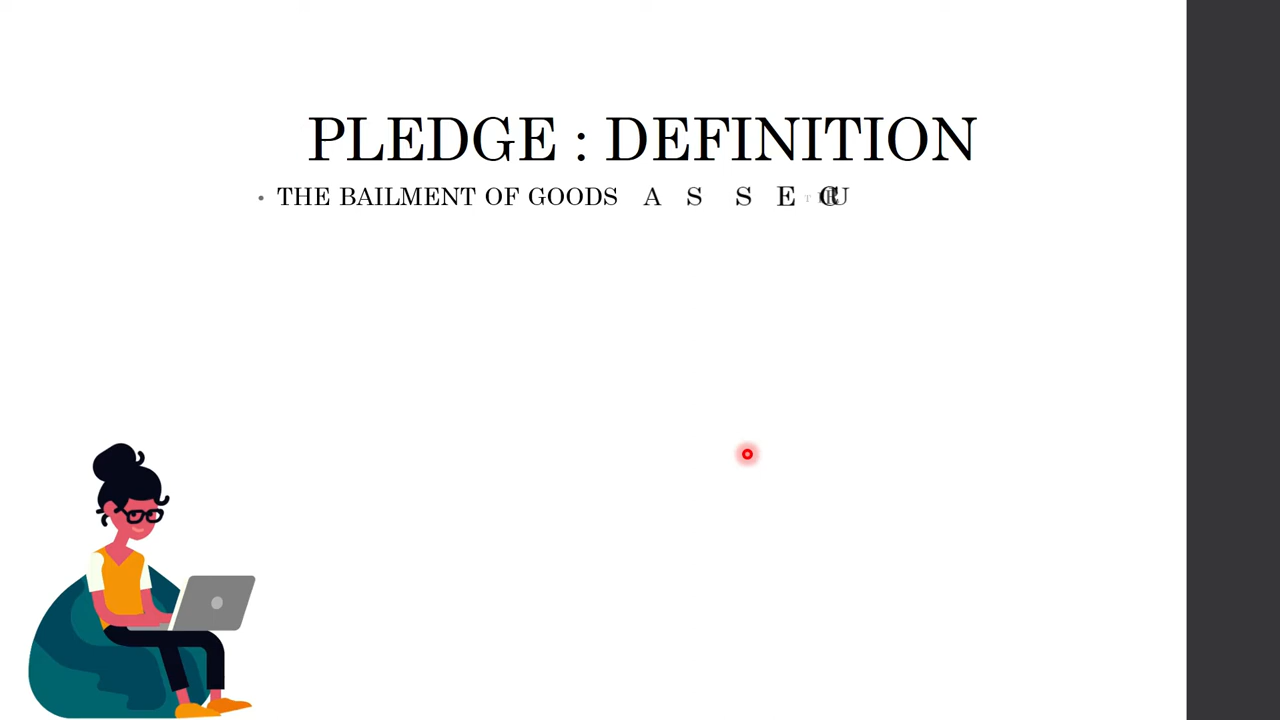 PLEDGE : DEFINITION
• THE BAILMENT OF GOODS A S S E C U